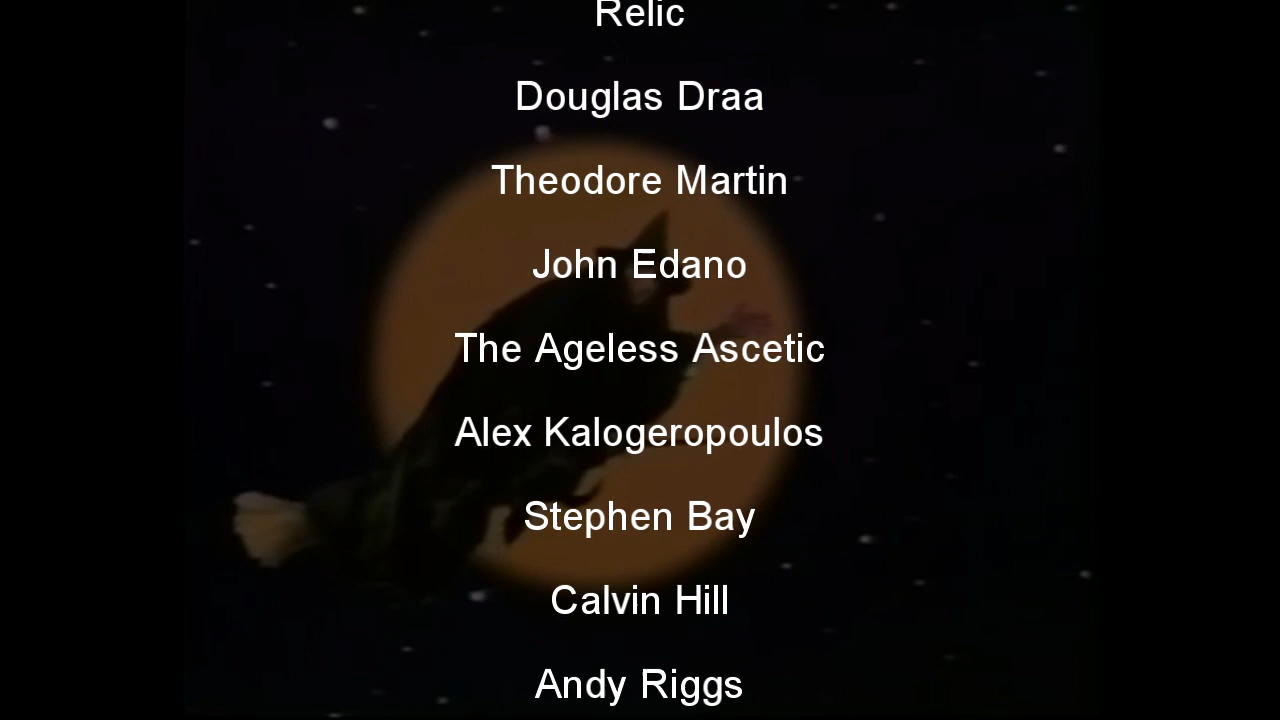 Relic
Douglas Draa
Theodore Martin
John Edano
The Ageless Ascetic
Alex Kalogeropoulos
Stephen Bay
Calvin Hill
Andy Riggs